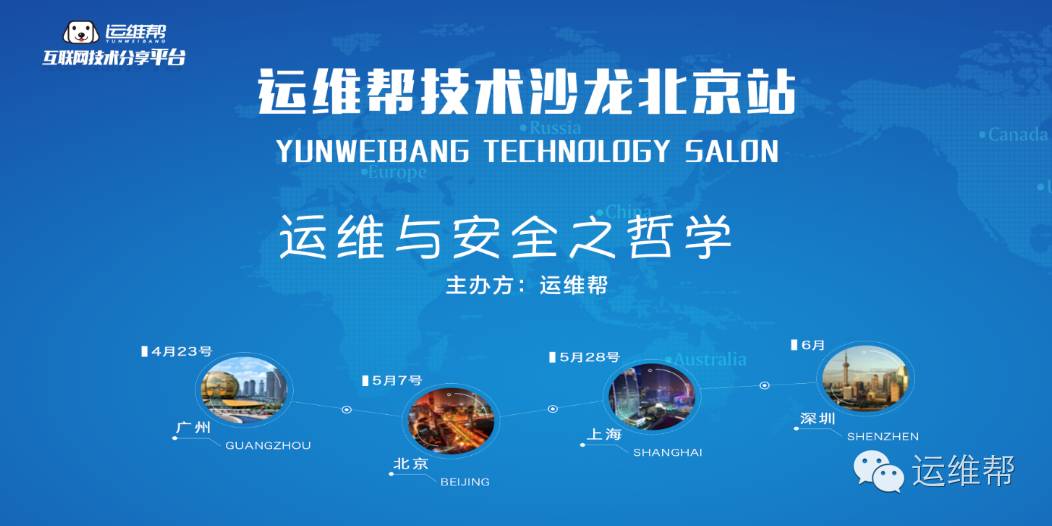 运维帮
YUNWEIBANG
互联网技术分享平台
运维帮技术沙龙北京站
YUNWEIBANG TECHNOLOGY SALON
Russia
Canada
Europe
China
运维与安全之哲学
主办方：运维帮
4月23号
5月7号
5月28号
6月
Australia
广州
GUANGZHOU
北京
BEIJING
上海
SHANGHAI
深圳
SHENZHEN
运维帮